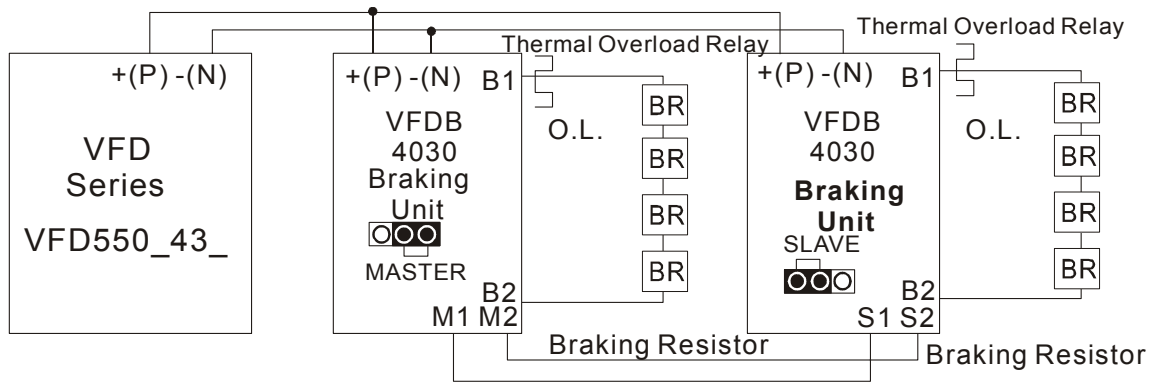 VFD
Series
VFD550_43_
+(P) -(N)
+(P) -(N)
B1
VFDB
4030
Braking
Unit
MASTER
B2
M1 M2
Thermal Overload Relay
O.L.
BR
BR
BR
BR
Braking Resistor
+(P) -(N)
B1
VFDB
4030
Braking
Unit
SLAVE
B2
S1 S2
Thermal Overload Relay
O.L.
BR
BR
BR
BR
Braking Resistor